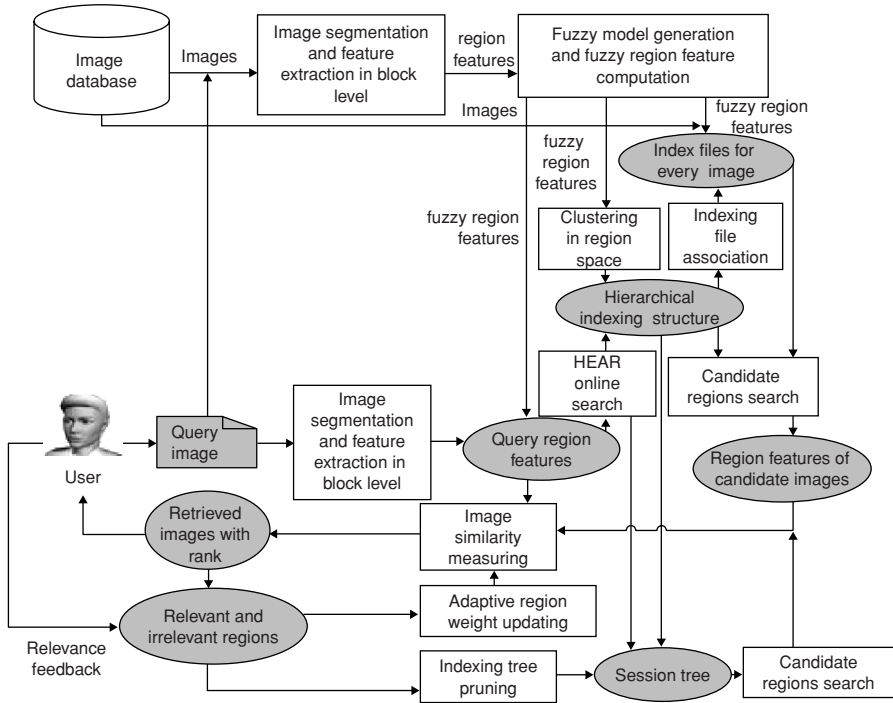 Image
database
Images
Image segmentation
and feature
extraction in block
level
region
features
Fuzzy model generation
and fuzzy region feature
computation
Images
fuzzy region
features
fuzzy
region
features
Index files for
every image
fuzzy region
features
Clustering
in region
space
Indexing
file
association
Hierarchical
indexing structure
HEAR
online
search
Candidate
regions search
User
Query
image
Image
segmentation
and feature
extraction in
block level
Query region
features
Region features of
candidate images
Retrieved
images with
rank
Image
similarity
measuring
Relevant and
irrelevant regions
Adaptive region
weight updating
Relevance
feedback
Indexing tree
pruning
Session tree
Candidate
regions search